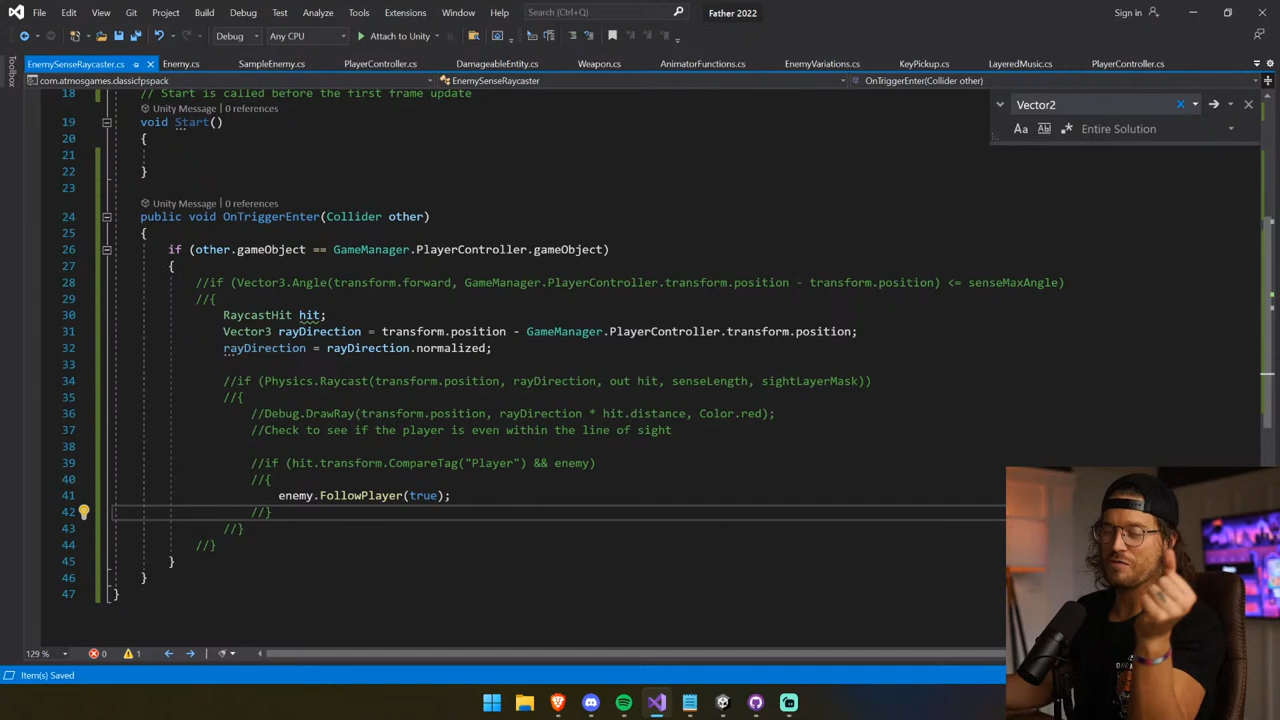 File Edit View Git Project Build Debug Test Analyze Tools Extensions Window Help Search (Ctrl+Q) Father 2022 Sign in
Debug Any CPU Attach to Unity
Toolbox
EnemySenseRaycaster.cs Enemy.cs SampleEnemy.cs PlayerController.cs DamageableEntity.cs Weapon.cs AnimatorFunctions.cs EnemyVariations.cs KeyPickup.cs LayeredMusic.cs PlayerController.cs
com.atmosgames.classicfpspack EnemySenseRaycaster OnTriggerEnter(Collider other)
Vector2
Aa Ab Entire Solution
18 // Start is called before the first frame update
Unity Message | 0 references
19 void Start()
20 {
21
22 }
23
Unity Message | 0 references
24 public void OnTriggerEnter(Collider other)
25 {
26 if (other.gameObject == GameManager.PlayerController.gameObject)
27 {
28 //if (Vector3.Angle(transform.forward, GameManager.PlayerController.transform.position - transform.position) <= senseMaxAngle)
29 //{
30 RaycastHit hit;
31 Vector3 rayDirection = transform.position - GameManager.PlayerController.transform.position;
32 rayDirection = rayDirection.normalized;
33
34 //if (Physics.Raycast(transform.position, rayDirection, out hit, senseLength, sightLayerMask))
35 //{
36 //Debug.DrawRay(transform.position, rayDirection * hit.distance, Color.red);
37 //Check to see if the player is even within the line of sight
38
39 //if (hit.transform.CompareTag("Player") && enemy)
40 //{
41 enemy.FollowPlayer(true);
42 //}
43 //}
44 //}
45 }
46 }
47 }
129 % 0 1
Item(s) Saved